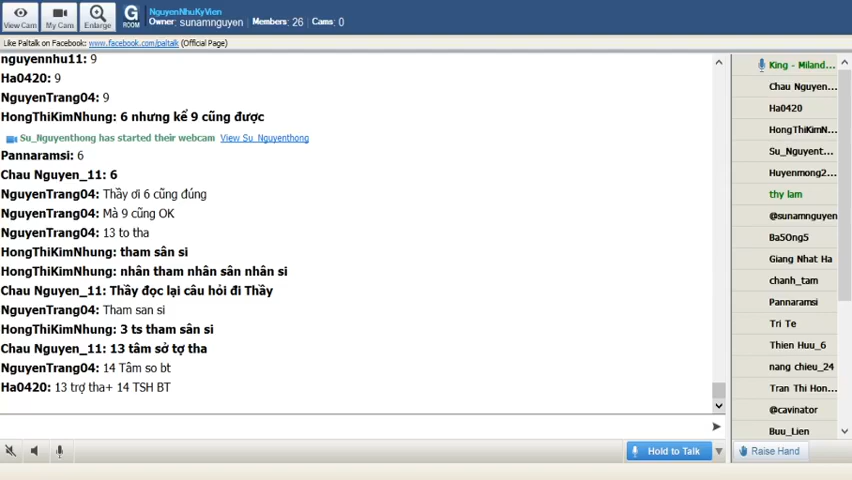 View Cam
My Cam
Enlarge
G
ROOM
NguyenNhuKyVien
Owner: sunamnguyen Members: 26 Cams: 0
Like Paltalk on Facebook: www.facebook.com/paltalk (Official Page)
nguyennhu11: 9
Ha0420: 9
NguyenTrang04: 9
HongThiKimNhung: 6 nhưng kể 9 cũng được
Su_Nguyenthong has started their webcam View Su_Nguyenthong
Pannaramsi: 6
Chau Nguyen_11: 6
NguyenTrang04: Thầy ơi 6 cũng đúng
NguyenTrang04: Mà 9 cũng OK
NguyenTrang04: 13 to tha
HongThiKimNhung: tham sân si
HongThiKimNhung: nhân tham nhân sân nhân si
Chau Nguyen_11: Thầy đọc lại câu hỏi đi Thầy
NguyenTrang04: Tham san si
HongThiKimNhung: 3 ts tham sân si
Chau Nguyen_11: 13 tâm sở tợ tha
NguyenTrang04: 14 Tâm so bt
Ha0420: 13 trợ tha+ 14 TSH BT
Hold to Talk
King - Miland...
Chau Nguyen...
Ha0420
HongThiKimN...
Su_Nguyent...
Huyenmong2...
thy lam
@sunamnguyen
Ba5Ong5
Giang Nhat Ha
chanh_tam
Pannaramsi
Tri Te
Thien Huu_6
nang chieu_24
Tran Thi Hon...
@cavinator
Buu_Lien
Raise Hand